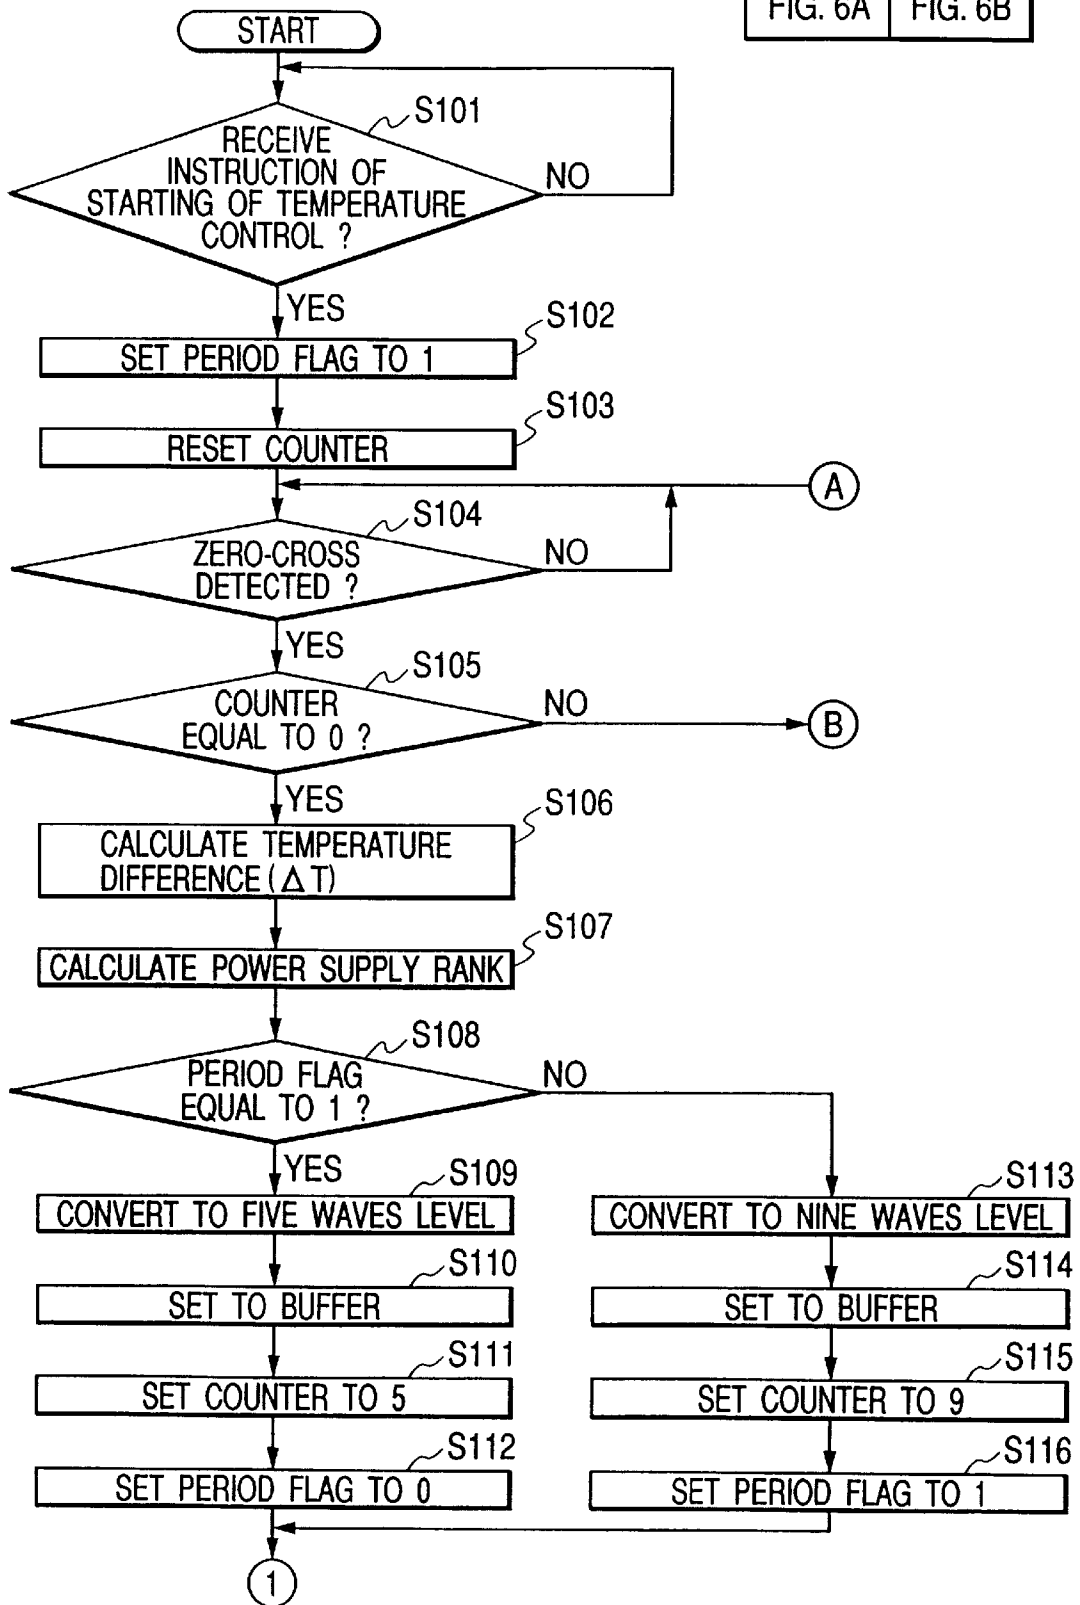 FIG. 6A FIG. 6B
START
S101
RECEIVE
INSTRUCTION OF
STARTING OF TEMPERATURE
CONTROL ?
NO
YES
S102
SET PERIOD FLAG TO 1
S103
RESET COUNTER
A
S104
ZERO-CROSS
DETECTED ?
NO
YES
S105
COUNTER
EQUAL TO 0 ?
NO
B
YES
S106
CALCULATE TEMPERATURE
DIFFERENCE (Δ T)
S107
CALCULATE POWER SUPPLY RANK
S108
PERIOD FLAG
EQUAL TO 1 ?
NO
YES
S109
CONVERT TO FIVE WAVES LEVEL
S110
SET TO BUFFER
S111
SET COUNTER TO 5
S112
SET PERIOD FLAG TO 0
S113
CONVERT TO NINE WAVES LEVEL
S114
SET TO BUFFER
S115
SET COUNTER TO 9
S116
SET PERIOD FLAG TO 1
1